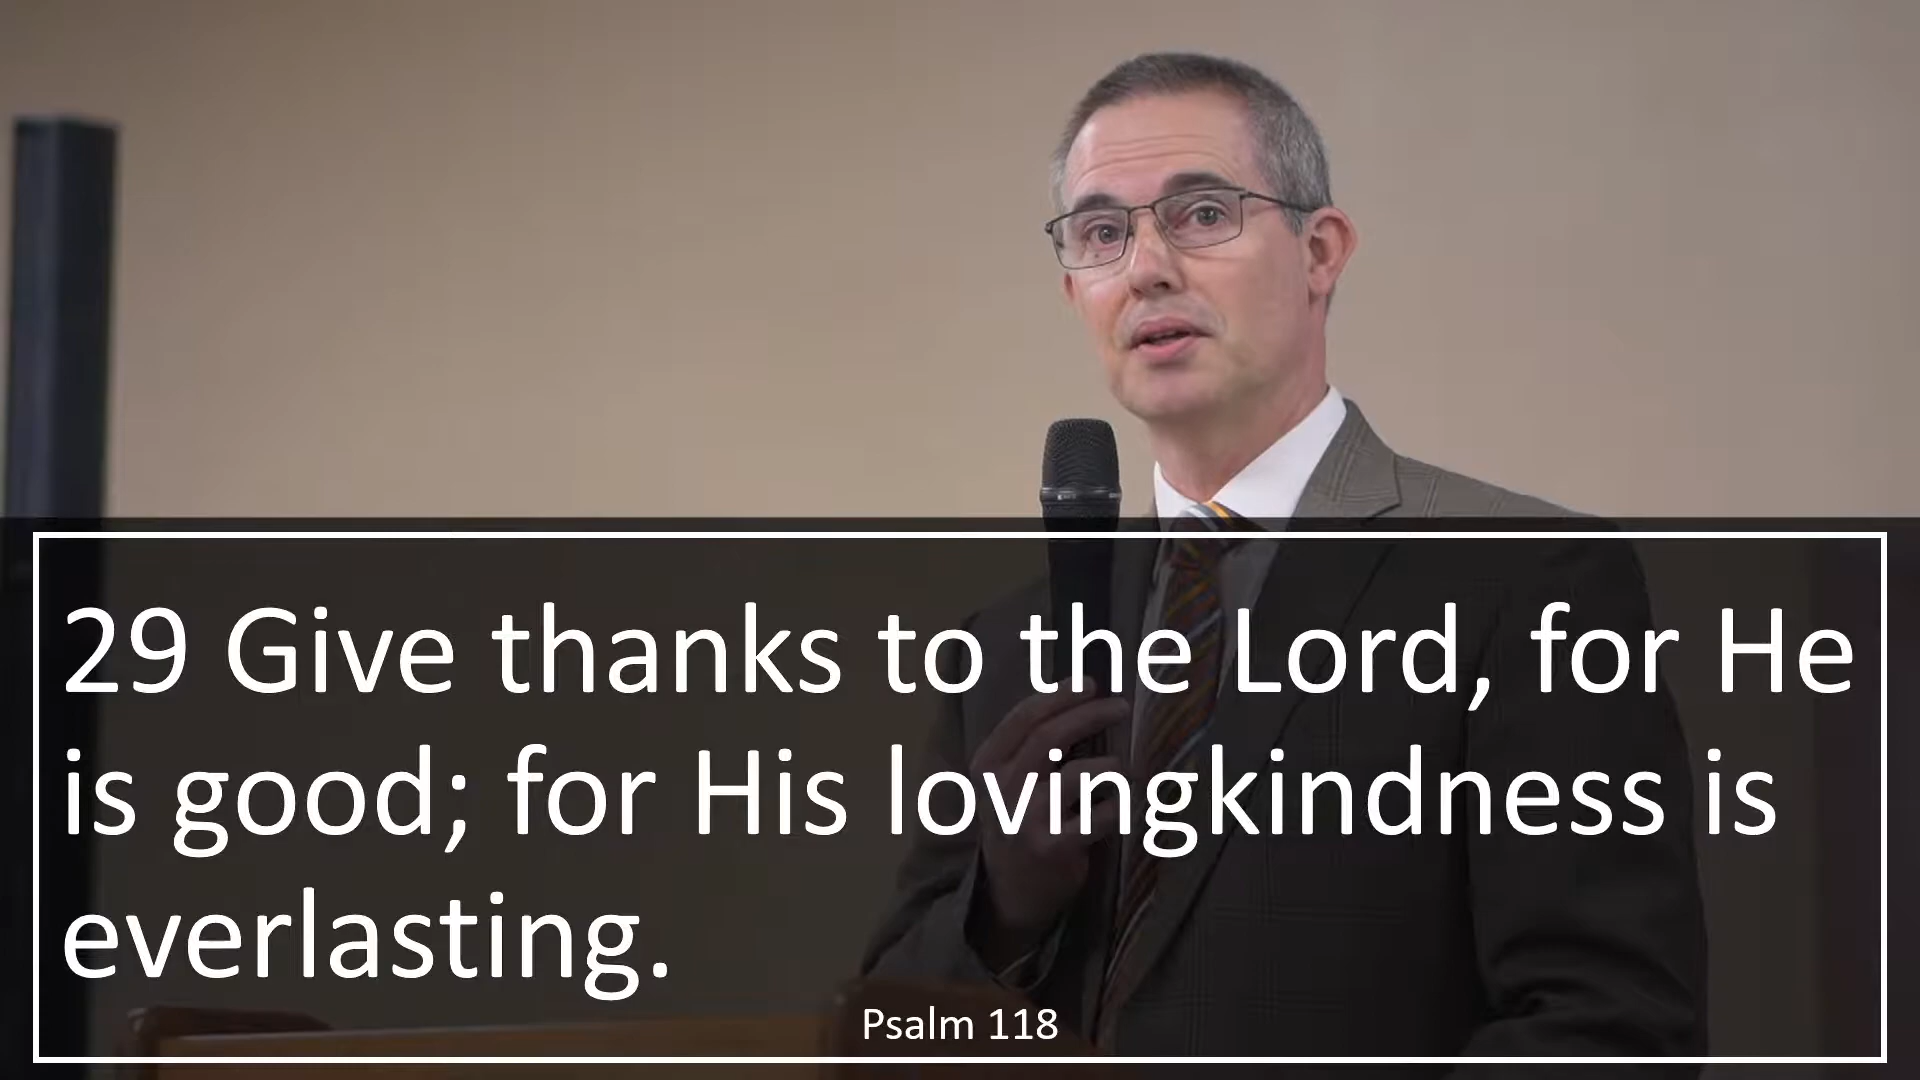 29 Give thanks to the Lord, for He
is good; for His lovingkindness is
everlasting.
Psalm 118